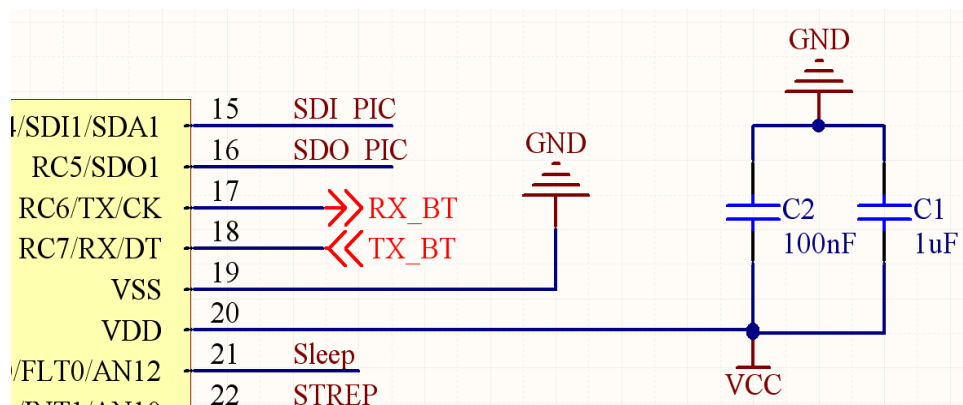 GND
15 SDI_PIC
4/SDI1/SDA1
GND
16 SDO_PIC
RC5/SDO1
17
RC6/TX/CK RX_BT C2 C1
18
RC7/RX/DT TX_BT 100nF 1uF
19
VSS
20
VDD
21 Sleep
/FLT0/AN12 VCC
22 STREP